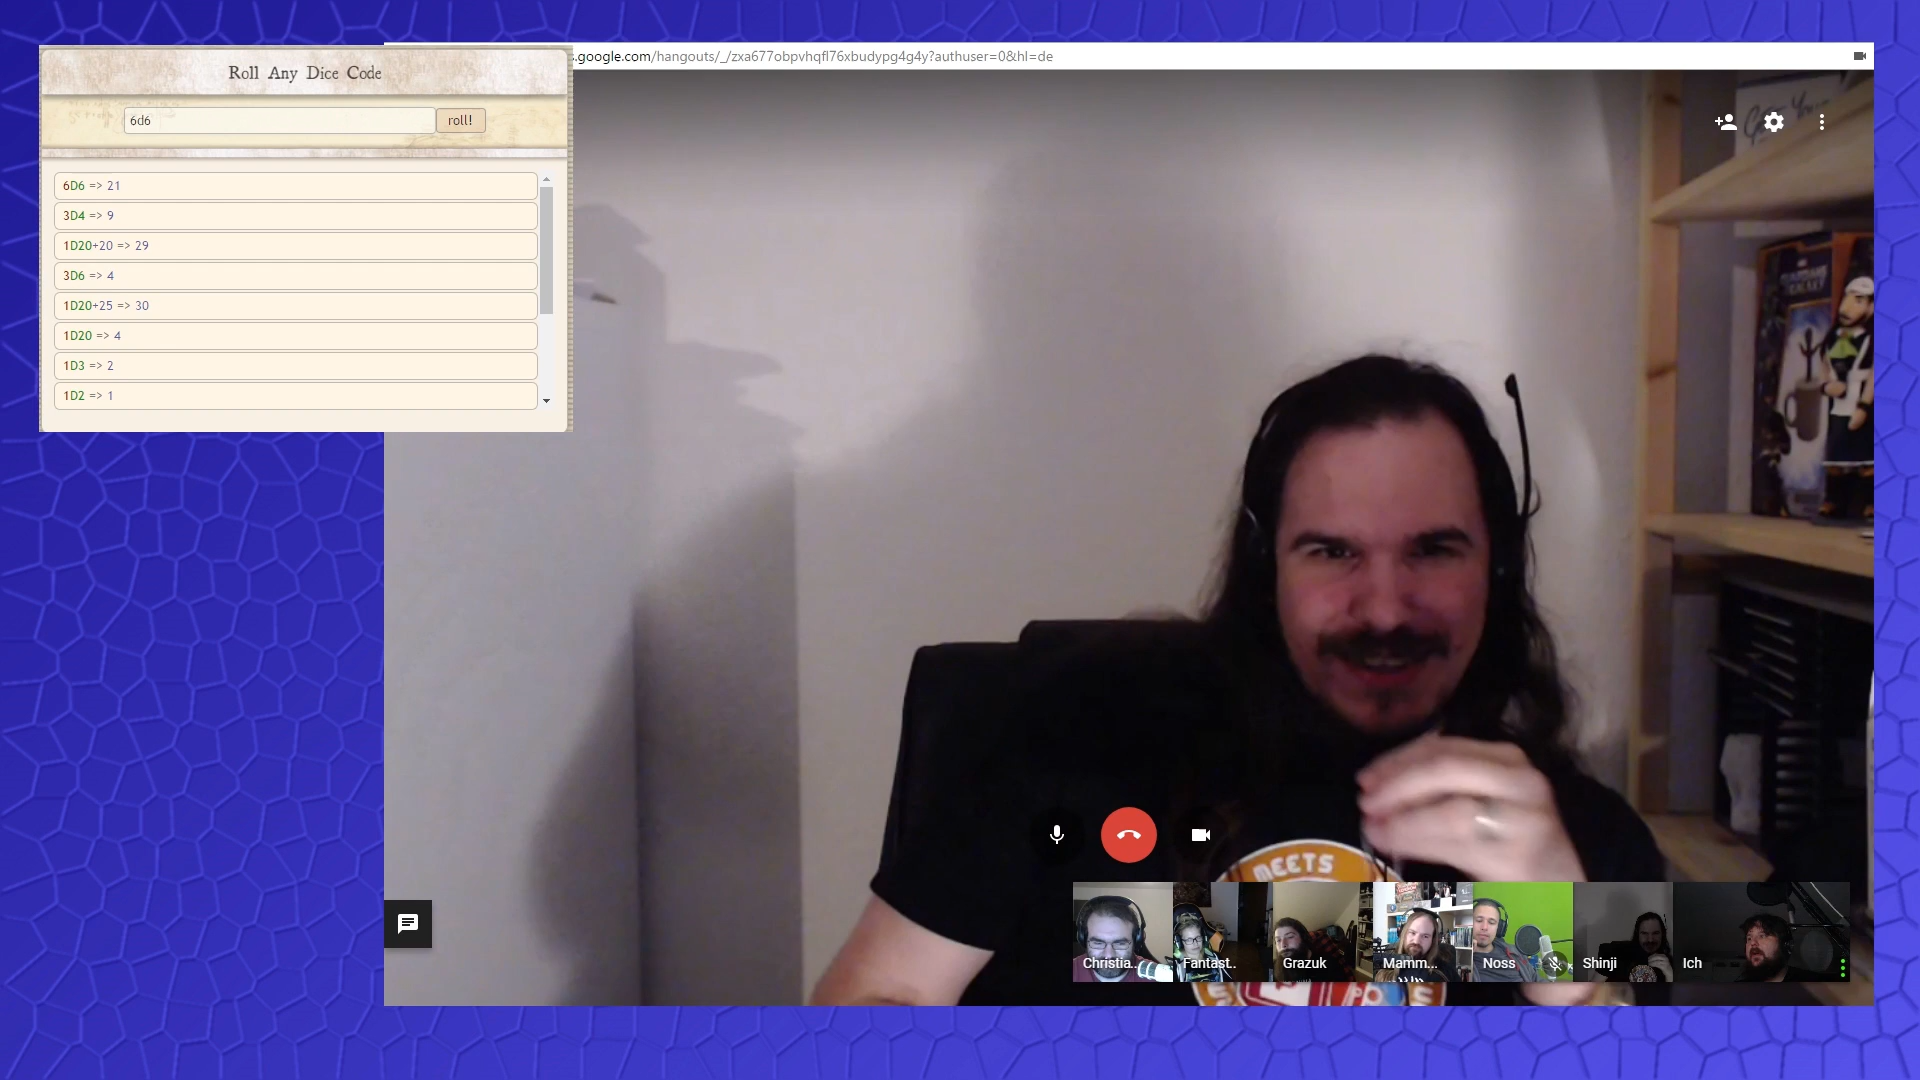 s.google.com/hangouts/_/zxa677obpvhqfl76xbudypg4g4y?authuser=0&hl=de
Roll Any Dice Code
6d6
roll!
6D6 => 21
3D4 => 9
1D20+20 => 29
3D6 => 4
1D20+25 => 30
1D20 => 4
1D3 => 2
1D2 => 1
MEETS
Christia..
Fantast..
Grazuk
Mamm...
Noss
Shinji
Ich